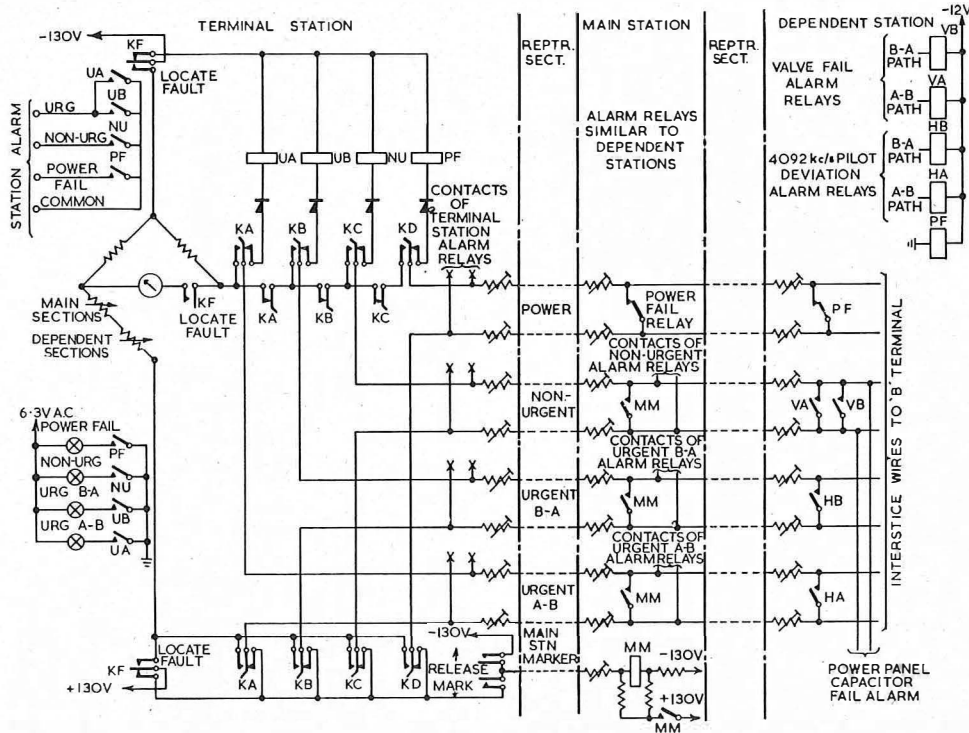 TERMINAL STATION
MAIN STATION
DEPENDENT STATION
-12V
-130V
KF
LOCATE
FAULT
REPTR.
SECT.
REPTR.
SECT.
VB
B-A
PATH
VALVE FAIL
ALARM
RELAYS
VA
A-B
PATH
HB
B-A
PATH
4092 kc/s PILOT
DEVIATION
ALARM RELAYS
HA
A-B
PATH
PF
STATION ALARM
URG
NON-URG
POWER
FAIL
COMMON
UA
UB
NU
PF
ALARM RELAYS
SIMILAR TO
DEPENDENT
STATIONS
UA
UB
NU
PF
CONTACTS
OF
TERMINAL
STATION
ALARM
RELAYS
KA
KB
KC
KD
KF
LOCATE
FAULT
KA
KB
KC
MAIN
SECTIONS
DEPENDENT
SECTIONS
POWER
POWER
FAIL
RELAY
PF
CONTACTS OF
NON-URGENT
ALARM RELAYS
NON-
URGENT
MM
VA
VB
CONTACTS OF
URGENT B-A
ALARM RELAYS
URGENT
B-A
MM
HB
CONTACTS
OF
URGENT A-B
ALARM RELAYS
URGENT
A-B
MM
HA
INTERSTICE WIRES TO 'B' TERMINAL
6·3V A.C
POWER FAIL
PF
NON-URG
NU
URG B-A
UB
URG A-B
UA
LOCATE
FAULT
KF
+130V
KA
KB
KC
KD
-130V
RELEASE
MARK
MAIN
STN
MARKER
MM
-130V
+130V
MM
POWER PANEL
CAPACITOR
FAIL ALARM